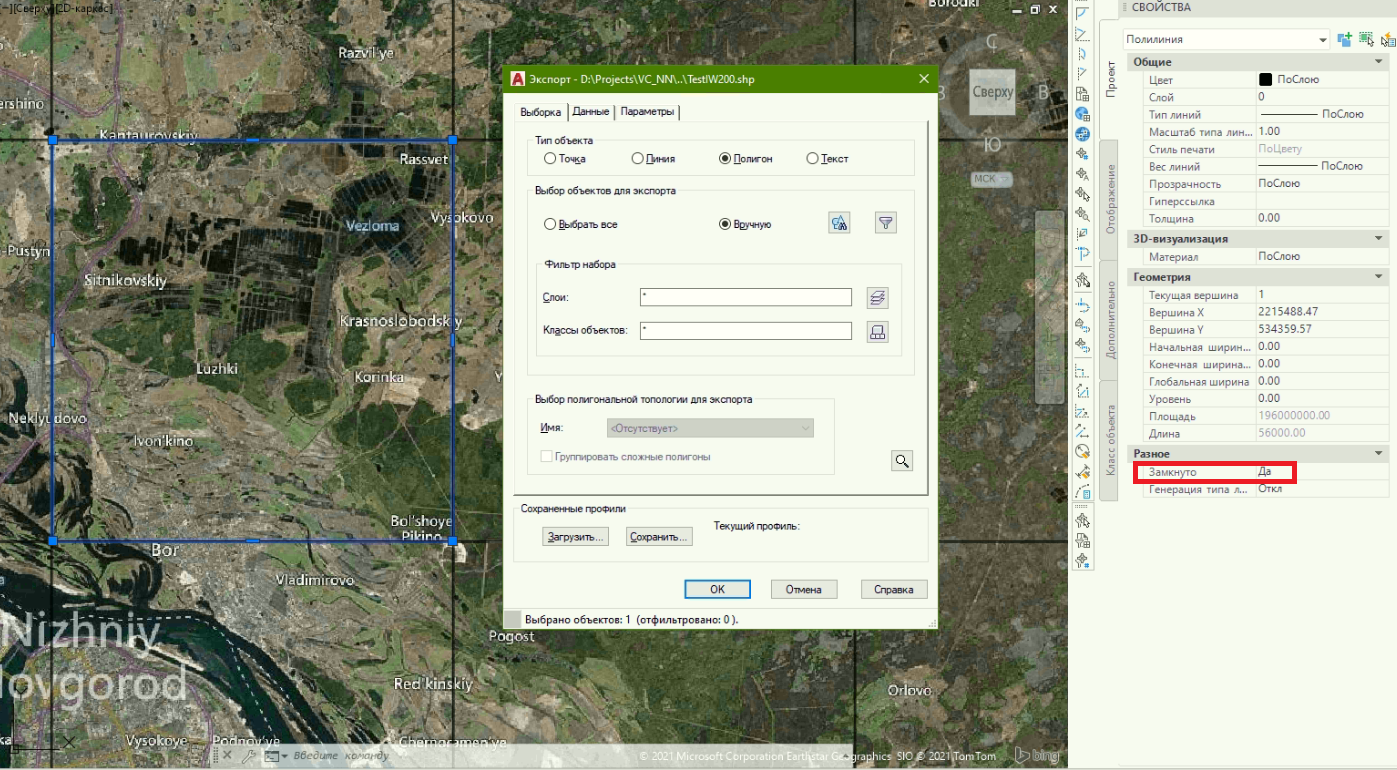 [−][Сверху][2D-каркас]
Borodki
Razvil'ye
ershino
Kantaurovskiy
Rassvet
Vezloma
Vysokovo
-Pustyn
Sitnikovskiy
Krasnoslobodskiy
Luzhki
Korinka
Neklyudovo
Ivon'kino
Bol'shoye
Pikino
Bor
Vladimirovo
Nizhniy
Novgorod
Pogost
Red'kinskiy
Orlovo
Vysokoye
Podnov'ye
Chernoramen'ye
Введите команду
© 2021 Microsoft Corporation Earthstar Geographics SIO © 2021 TomTom
bing
С
Сверху
В
З
Ю
МСК
Экспорт - D:\Projects\VC_NN\..\TestIW200.shp
Выборка Данные Параметры
Тип объекта
Точка Линия Полигон Текст
Выбор объектов для экспорта
Выбрать все Вручную
Фильтр набора
Слои: *
Классы объектов: *
Выбор полигональной топологии для экспорта
Имя: <Отсутствует>
Группировать сложные полигоны
Сохраненные профили
Загрузить... Сохранить... Текущий профиль:
OK Отмена Справка
Выбрано объектов: 1 (отфильтровано: 0 ).
СВОЙСТВА
Полилиния
Проект
Отображение
Дополнительно
Класс объекта
Общие
Цвет ПоСлою
Слой 0
Тип линий ПоСлою
Масштаб типа лин... 1.00
Стиль печати ПоЦвету
Вес линий ПоСлою
Прозрачность ПоСлою
Гиперссылка
Толщина 0.00
3D-визуализация
Материал ПоСлою
Геометрия
Текущая вершина 1
Вершина X 2215488.47
Вершина Y 534359.57
Начальная ширин... 0.00
Конечная ширина... 0.00
Глобальная ширина 0.00
Уровень 0.00
Площадь 196000000.00
Длина 56000.00
Разное
Замкнуто Да
Генерация типа л... Откл